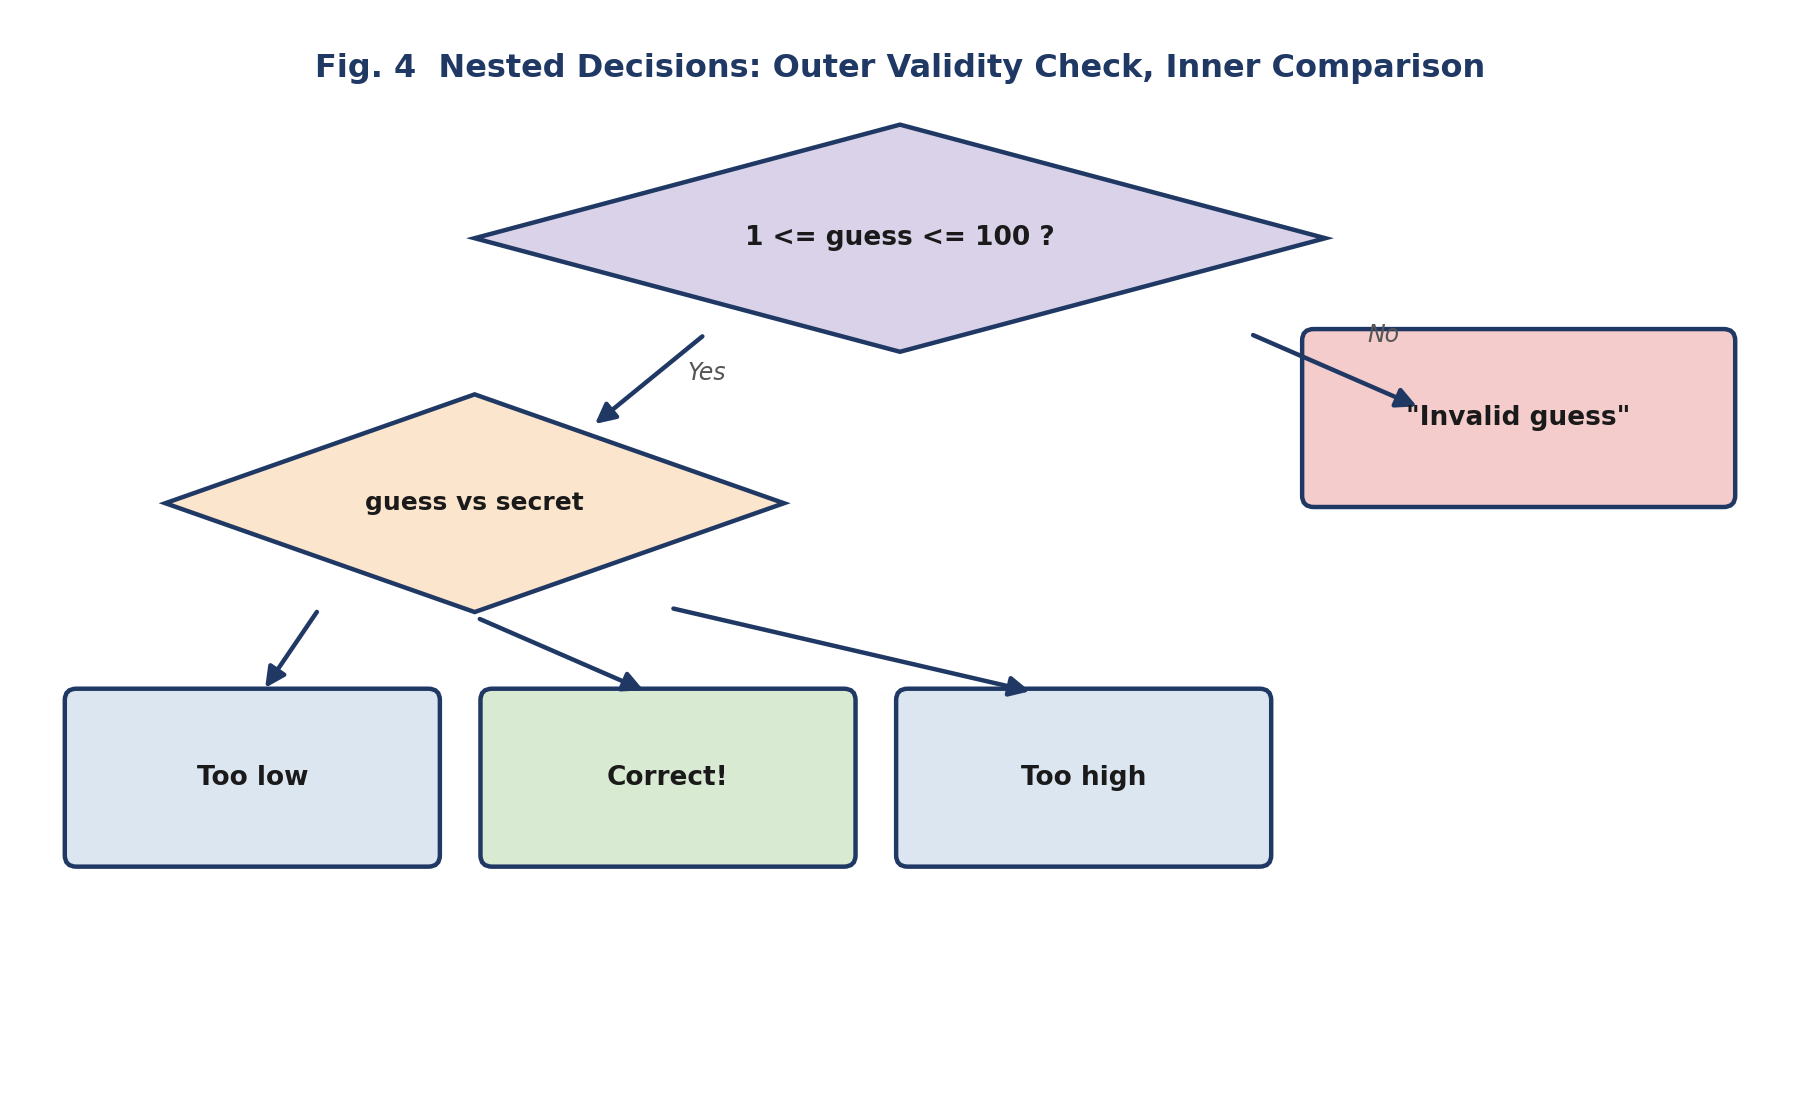 Fig. 4  Nested Decisions: Outer Validity Check, Inner Comparison
1 <= guess <= 100 ?
No
Yes
"Invalid guess"
guess vs secret
Too low
Correct!
Too high